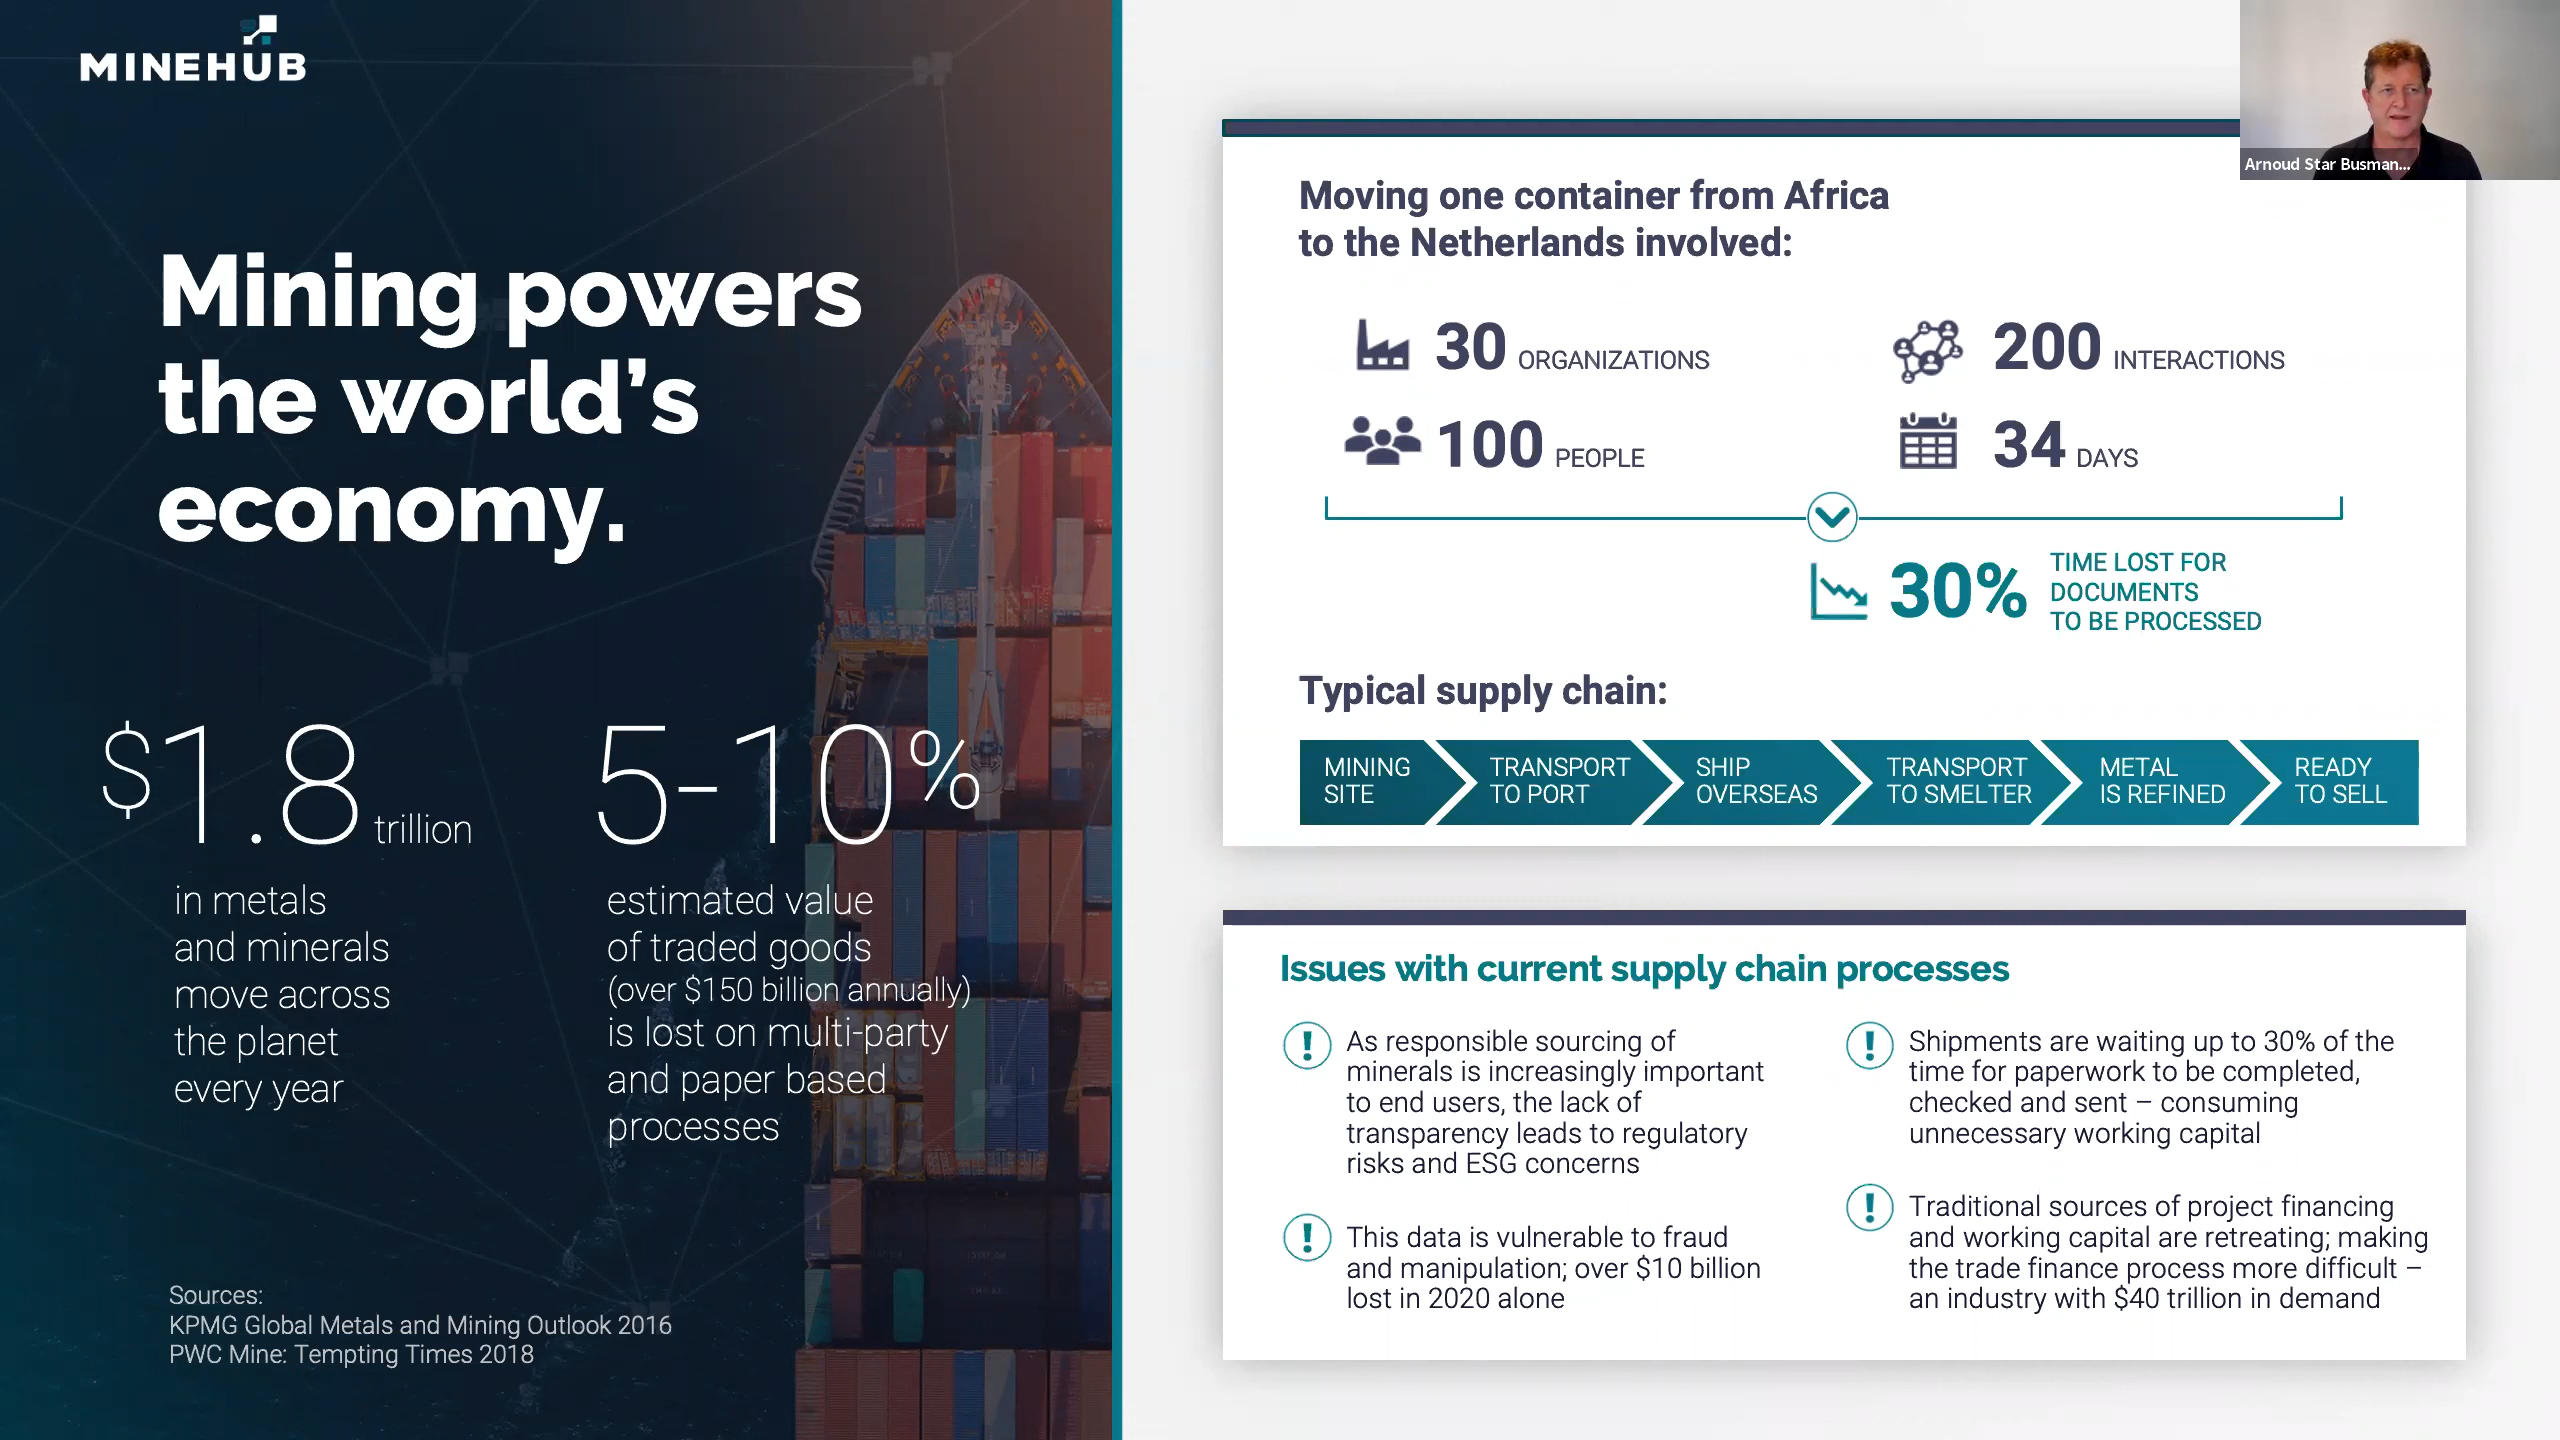 MINEHUB
Mining powers
the world's
economy.
$1.8 trillion
in metals
and minerals
move across
the planet
every year
5-10%
estimated value
of traded goods
(over $150 billion annually)
is lost on multi-party
and paper based
processes
Sources:
KPMG Global Metals and Mining Outlook 2016
PWC Mine: Tempting Times 2018
Arnoud Star Busman...
Moving one container from Africa
to the Netherlands involved:
30 ORGANIZATIONS
200 INTERACTIONS
100 PEOPLE
34 DAYS
30%
TIME LOST FOR
DOCUMENTS
TO BE PROCESSED
Typical supply chain:
MINING
SITE
TRANSPORT
TO PORT
SHIP
OVERSEAS
TRANSPORT
TO SMELTER
METAL
IS REFINED
READY
TO SELL
Issues with current supply chain processes
As responsible sourcing of
minerals is increasingly important
to end users, the lack of
transparency leads to regulatory
risks and ESG concerns
This data is vulnerable to fraud
and manipulation; over $10 billion
lost in 2020 alone
Shipments are waiting up to 30% of the
time for paperwork to be completed,
checked and sent – consuming
unnecessary working capital
Traditional sources of project financing
and working capital are retreating; making
the trade finance process more difficult –
an industry with $40 trillion in demand